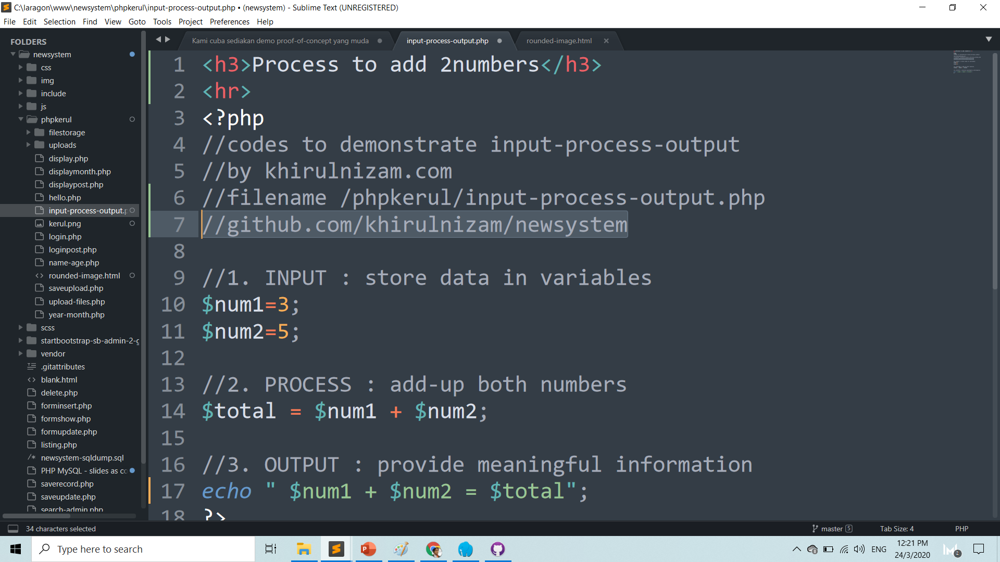 C:\laragon\www\newsystem\phpkerul\input-process-output.php • (newsystem) - Sublime Text (UNREGISTERED)
File Edit Selection Find View Goto Tools Project Preferences Help
FOLDERS
newsystem
css
img
include
js
phpkerul
filestorage
uploads
display.php
displaymonth.php
displaypost.php
hello.php
input-process-output.p
kerul.png
login.php
loginpost.php
name-age.php
rounded-image.html
saveupload.php
upload-files.php
year-month.php
scss
startbootstrap-sb-admin-2-g
vendor
.gitattributes
blank.html
delete.php
forminsert.php
formshow.php
formupdate.php
listing.php
newsystem-sqldump.sql
PHP MySQL - slides as co
saverecord.php
saveupdate.php
search-admin.php
Kami cuba sediakan demo proof-of-concept yang muda
input-process-output.php
rounded-image.html
1 <h3>Process to add 2numbers</h3>
2 <hr>
3 <?php
4 //codes to demonstrate input-process-output
5 //by khirulnizam.com
6 //filename /phpkerul/input-process-output.php
7 //github.com/khirulnizam/newsystem
8
9 //1. INPUT : store data in variables
10 $num1=3;
11 $num2=5;
12
13 //2. PROCESS : add-up both numbers
14 $total = $num1 + $num2;
15
16 //3. OUTPUT : provide meaningful information
17 echo " $num1 + $num2 = $total";
18 ?>
34 characters selected
master 5
Tab Size: 4
PHP
Type here to search
ENG
12:21 PM
24/3/2020
2